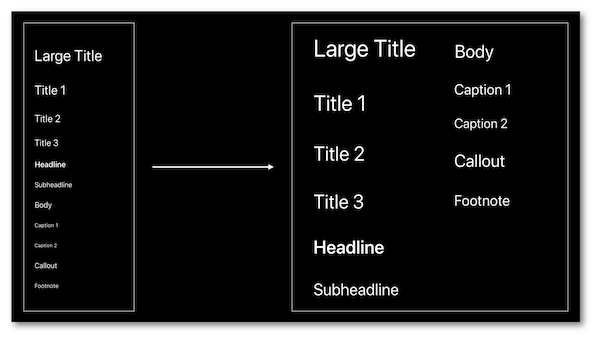 Large Title
Title 1
Title 2
Title 3
Headline
Subheadline
Body
Caption 1
Caption 2
Callout
Footnote
Large Title
Title 1
Title 2
Title 3
Headline
Subheadline
Body
Caption 1
Caption 2
Callout
Footnote